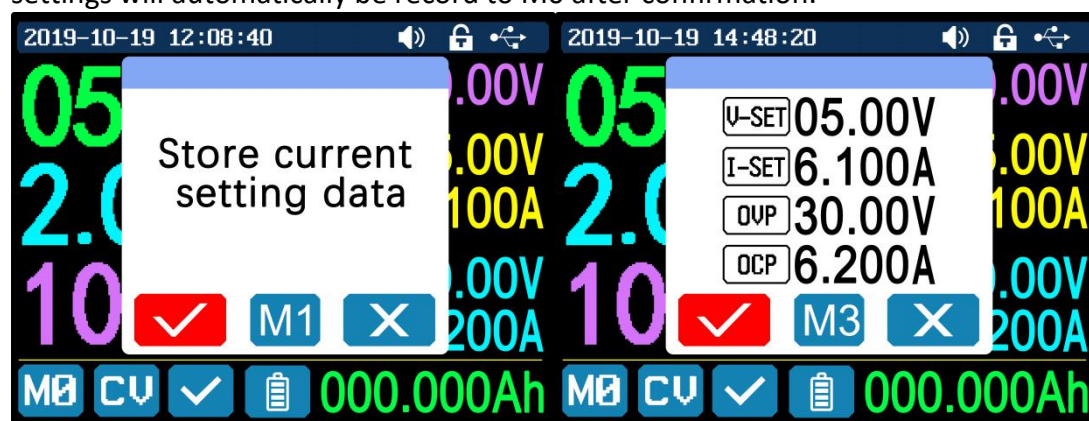 settings will automatically be record to M0 after confirmation.
2019-10-19 12:08:40
05
.00V
Store current
setting data
.00V
2.0
100A
10
.00V
M1
200A
M0 CV 000.000Ah
2019-10-19 14:48:20
05
.00V
V-SET 05.00V
I-SET 6.100A
.00V
2.
100A
OVP 30.00V
OCP 6.200A
10
.00V
M3
200A
M0 CV 000.000Ah